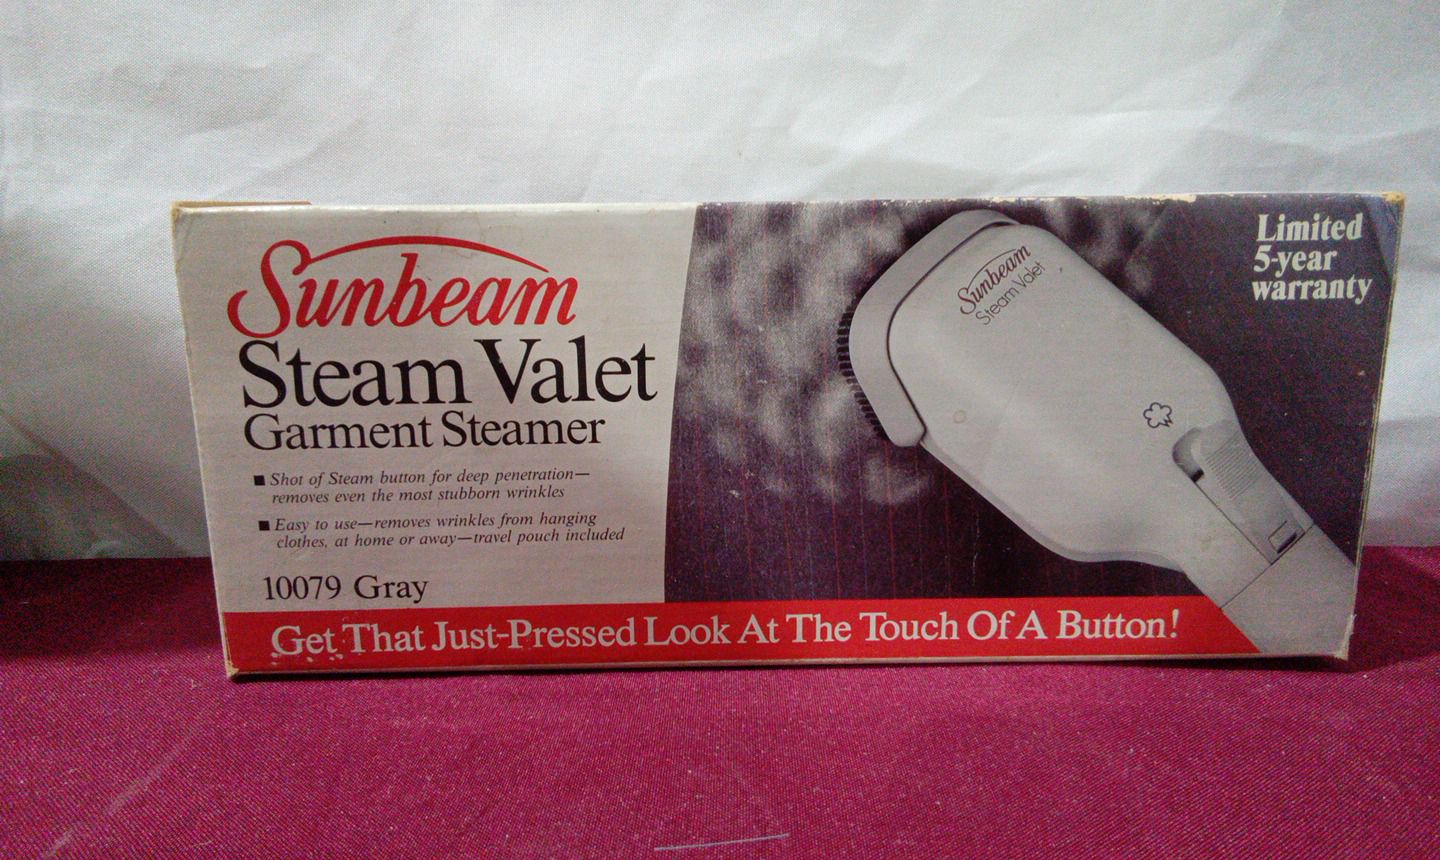 Sunbeam
Steam Valet
Garment Steamer
■ Shot of Steam button for deep penetration—
removes even the most stubborn wrinkles
■ Easy to use—removes wrinkles from hanging
clothes, at home or away—travel pouch included
10079 Gray
Get That Just-Pressed Look At The Touch Of A Button!
Sunbeam
Steam Valet
Limited
5-year
warranty